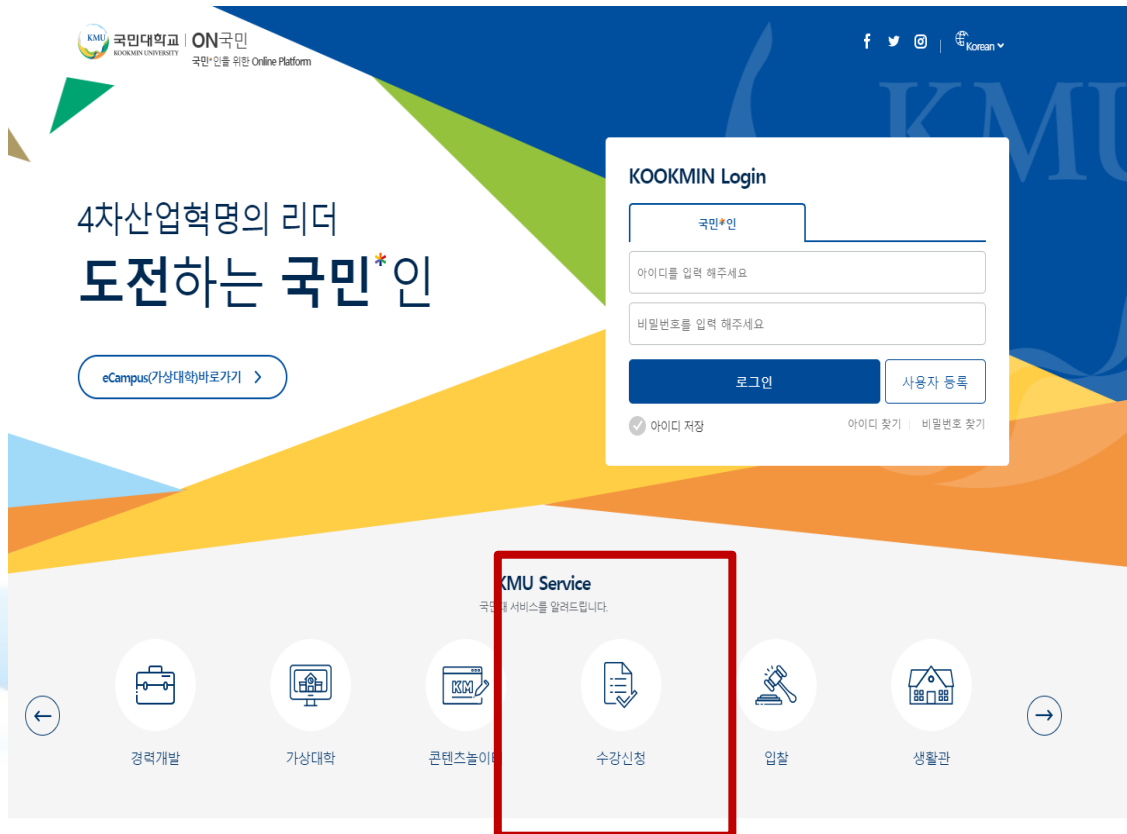 KMU 국민대학교 ON국민
KOOKMIN UNIVERSITY
국민*인을 위한 Online Platform
Korean
KMU
4차산업혁명의 리더
도전하는 국민*인
eCampus(가상대학)바로가기
KOOKMIN Login
국민*인
아이디를 입력 해주세요
비밀번호를 입력 해주세요
로그인 사용자 등록
아이디 저장 아이디 찾기 비밀번호 찾기
KMU Service
서비스를 알려드립니다.
KM
경력개발 가상대학 수강신청 입찰 생활관